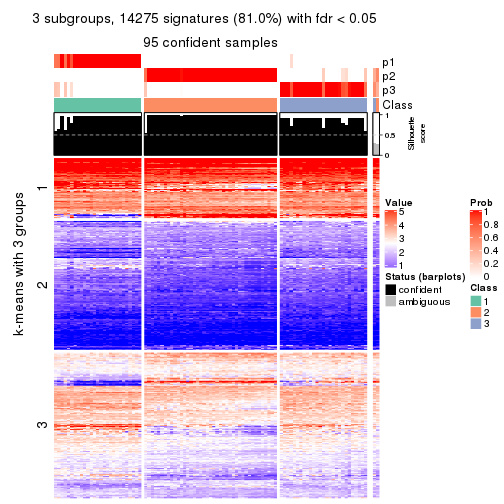 3 subgroups, 14275 signatures (81.0%) with fdr < 0.05
95 confident samples
p1
p2
p3
Class
1
0.5
0
Silhouette
score
k-means with 3 groups
1
2
3
Value
5
4
3
2
1
Status (barplots)
confident
ambiguous
Prob
1
0.8
0.6
0.4
0.2
0
Class
1
2
3